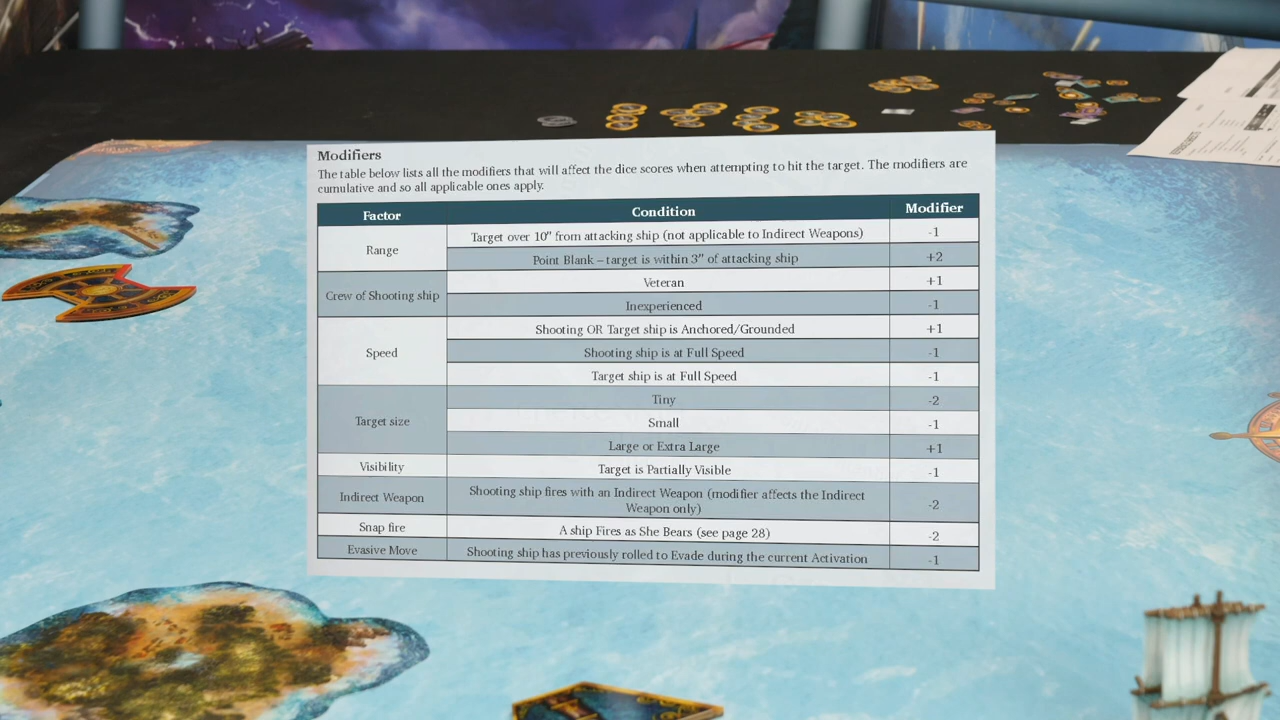 Modifiers
The table below lists all the modifiers that will affect the dice scores when attempting to hit the target. The modifiers are
cumulative and so all applicable ones apply.
Factor Condition Modifier
Range Target over 10" from attacking ship (not applicable to Indirect Weapons) -1
Point Blank – target is within 3" of attacking ship +2
Crew of Shooting ship Veteran +1
Inexperienced -1
Speed Shooting OR Target ship is Anchored/Grounded +1
Shooting ship is at Full Speed -1
Target ship is at Full Speed -1
Target size Tiny -2
Small -1
Large or Extra Large +1
Visibility Target is Partially Visible -1
Indirect Weapon Shooting ship fires with an Indirect Weapon (modifier affects the Indirect
Weapon only) -2
Snap fire A ship Fires as She Bears (see page 28) -2
Evasive Move Shooting ship has previously rolled to Evade during the current Activation -1